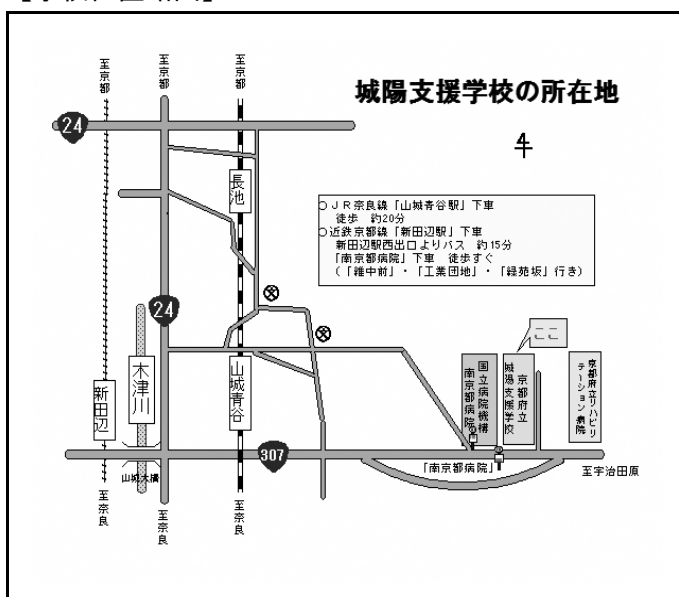 至京都
至京都
至京都
城陽支援学校の所在地
24
長池
○JR奈良線「山城青谷駅」下車
徒歩 約20分
○近鉄京都線「新田辺駅」下車
新田辺駅西出口よりバス 約15分
「南京都病院」下車 徒歩すぐ
(「維中前」・「工業団地」・「緑苑坂」行き)
24
ここ
木津川
山城青谷
新田辺
国立病院機構
南京都病院
京都府立
城陽支援学校
京都府立リハビリ
テーション病院
307
山城大橋
「南京都病院」
至宇治田原
至奈良
至奈良
至奈良